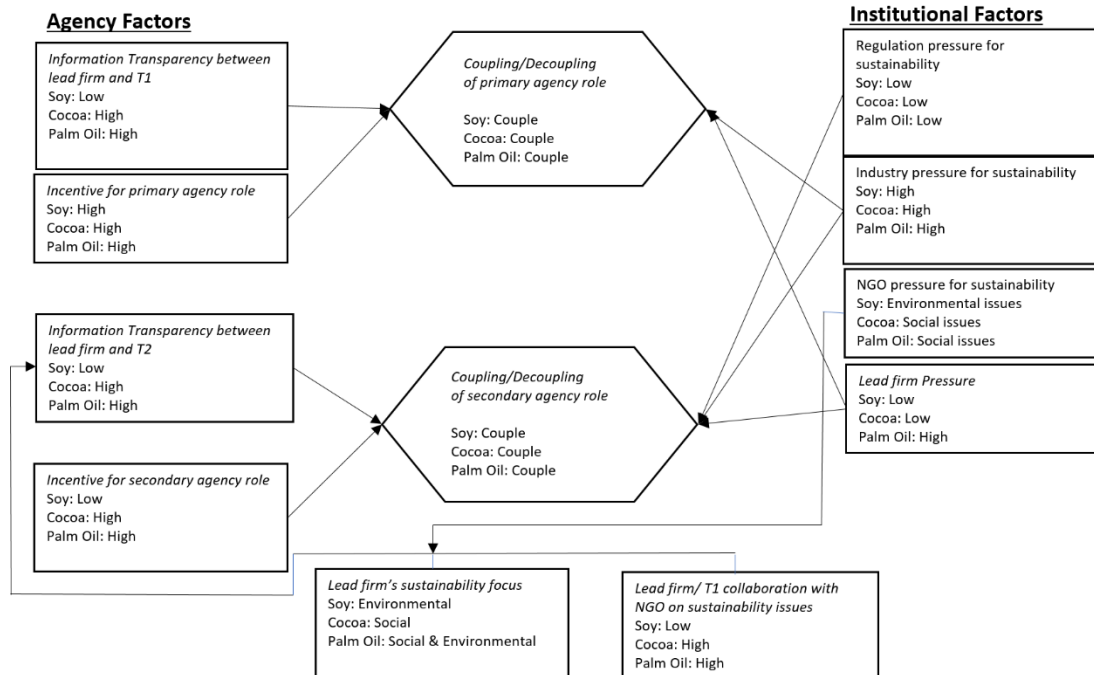 Agency Factors
Information Transparency between
lead firm and T1
Soy: Low
Cocoa: High
Palm Oil: High
Incentive for primary agency role
Soy: High
Cocoa: High
Palm Oil: High
Information Transparency between
lead firm and T2
Soy: Low
Cocoa: High
Palm Oil: High
Incentive for secondary agency role
Soy: Low
Cocoa: High
Palm Oil: High
Coupling/Decoupling
of primary agency role
Soy: Couple
Cocoa: Couple
Palm Oil: Couple
Coupling/Decoupling
of secondary agency role
Soy: Couple
Cocoa: Couple
Palm Oil: Couple
Institutional Factors
Regulation pressure for
sustainability
Soy: Low
Cocoa: Low
Palm Oil: Low
Industry pressure for sustainability
Soy: High
Cocoa: High
Palm Oil: High
NGO pressure for sustainability
Soy: Environmental issues
Cocoa: Social issues
Palm Oil: Social issues
Lead firm Pressure
Soy: Low
Cocoa: Low
Palm Oil: High
Lead firm's sustainability focus
Soy: Environmental
Cocoa: Social
Palm Oil: Social & Environmental
Lead firm/ T1 collaboration with
NGO on sustainability issues
Soy: Low
Cocoa: High
Palm Oil: High